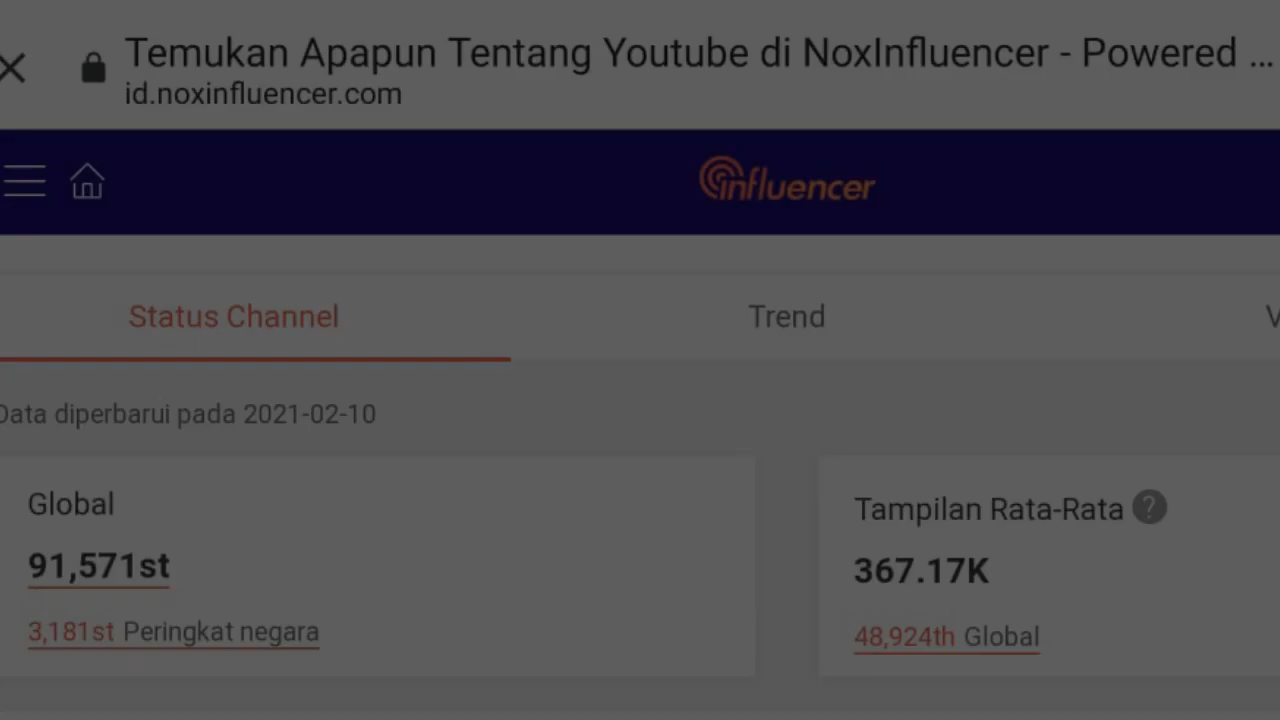 Temukan Apapun Tentang Youtube di NoxInfluencer - Powered ...
id.noxinfluencer.com
influencer
Status Channel
Trend
V
Data diperbarui pada 2021-02-10
Global
91,571st
3,181st Peringkat negara
Tampilan Rata-Rata ?
367.17K
48,924th Global